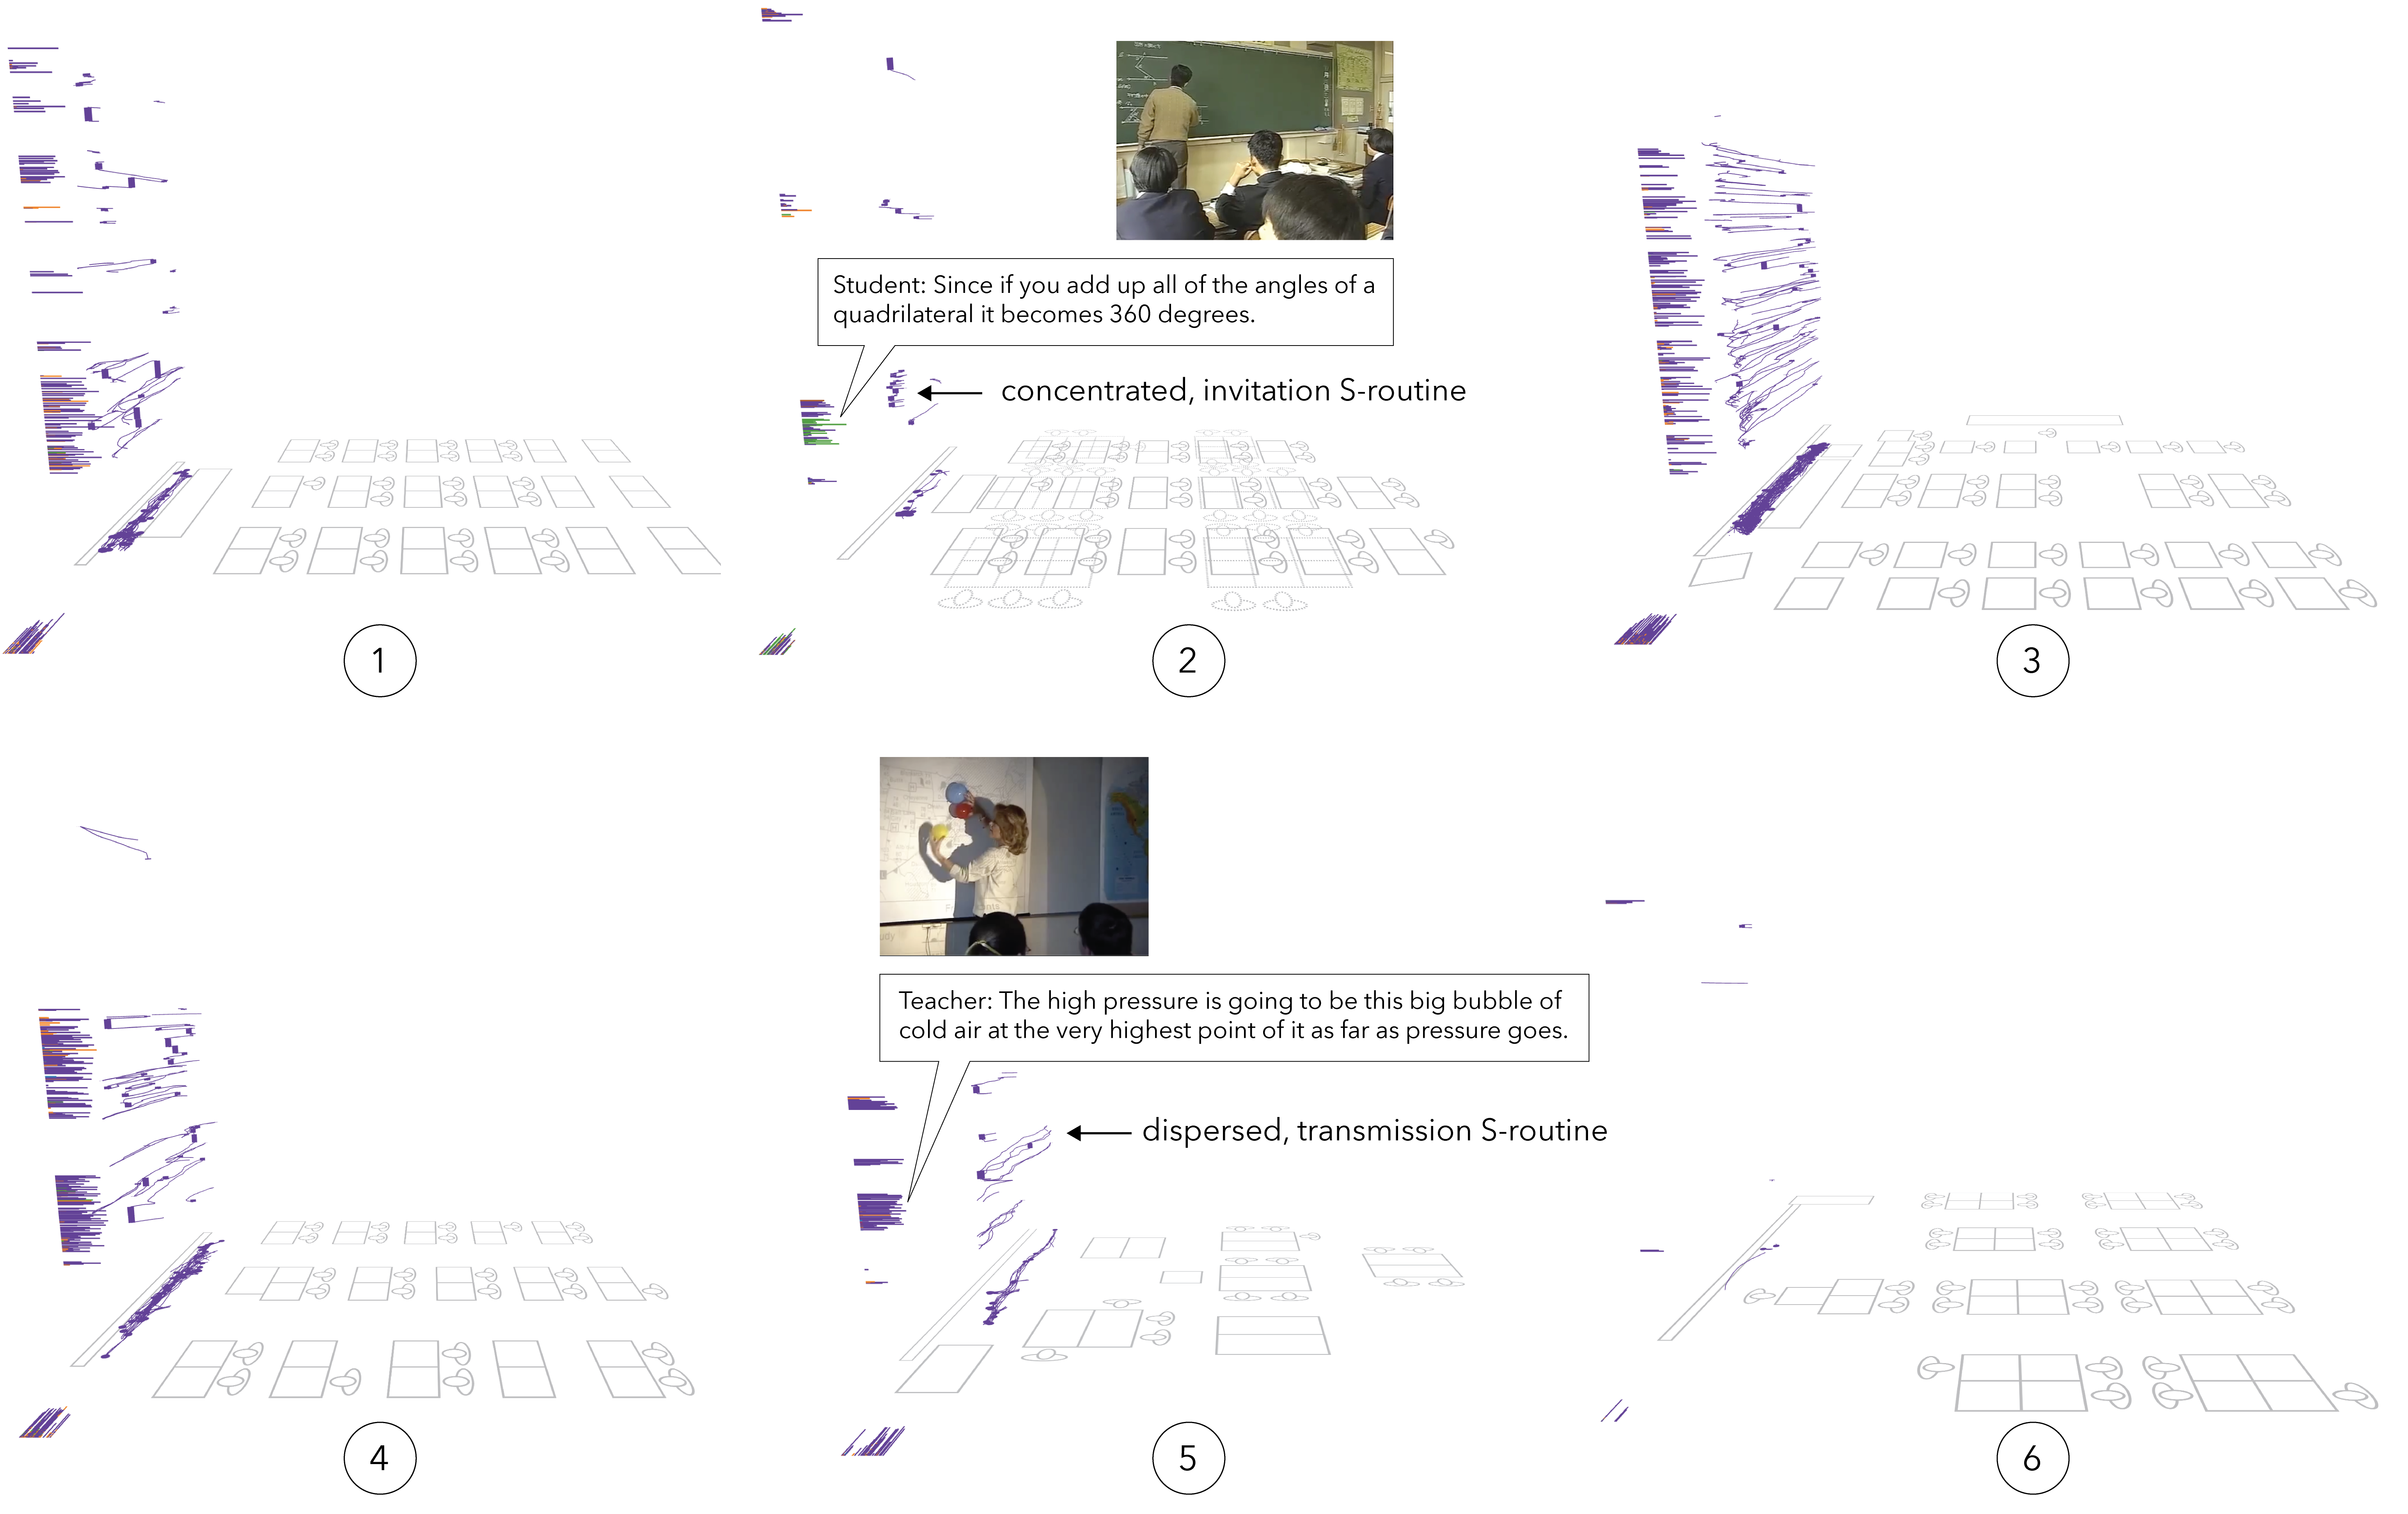 Student: Since if you add up all of the angles of a
quadrilateral it becomes 360 degrees.
concentrated, invitation S-routine
1
2
3
Teacher: The high pressure is going to be this big bubble of
cold air at the very highest point of it as far as pressure goes.
dispersed, transmission S-routine
4
5
6